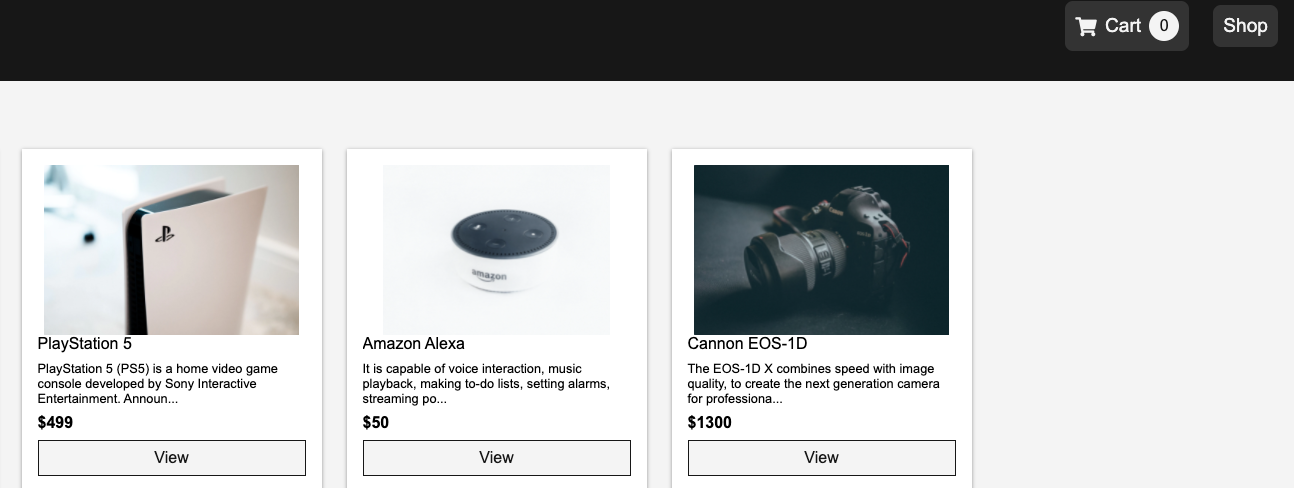 Cart 0 Shop
amazon
PlayStation 5
PlayStation 5 (PS5) is a home video game
console developed by Sony Interactive
Entertainment. Announ...
$499
View
Amazon Alexa
It is capable of voice interaction, music
playback, making to-do lists, setting alarms,
streaming po...
$50
View
Cannon EOS-1D
The EOS-1D X combines speed with image
quality, to create the next generation camera
for professiona...
$1300
View